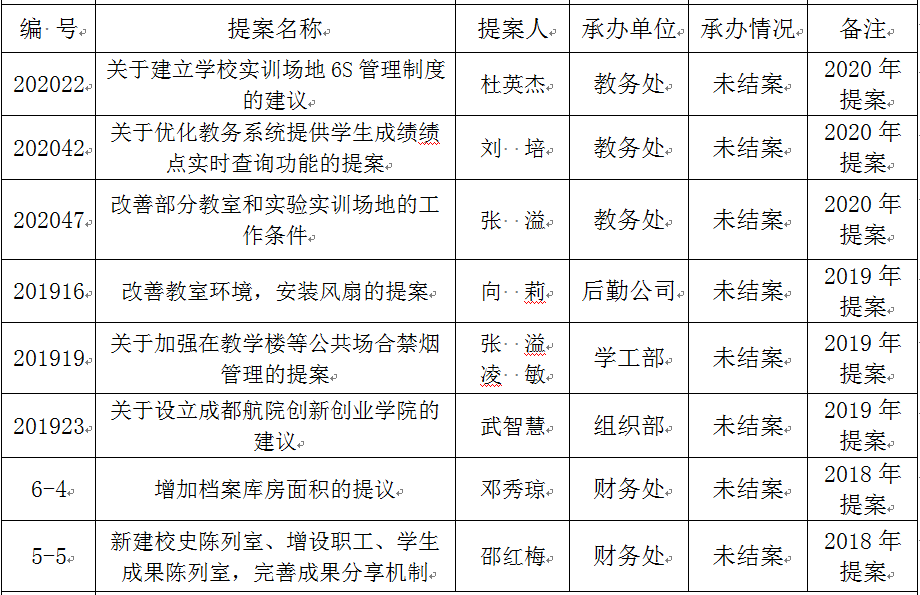 编 号 提案名称 提案人 承办单位 承办情况 备注
202022 关于建立学校实训场地6S管理制度的建议 杜英杰 教务处 未结案 2020年提案
202042 关于优化教务系统提供学生成绩绩点实时查询功能的提案 刘 培 教务处 未结案 2020年提案
202047 改善部分教室和实验实训场地的工作条件 张 溢 教务处 未结案 2020年提案
201916 改善教室环境，安装风扇的提案 向 莉 后勤公司 未结案 2019年提案
201919 关于加强在教学楼等公共场合禁烟管理的提案 张 溢 凌 敏 学工部 未结案 2019年提案
201923 关于设立成都航院创新创业学院的建议 武智慧 组织部 未结案 2019年提案
6-4 增加档案库房面积的提议 邓秀琼 财务处 未结案 2018年提案
5-5 新建校史陈列室、增设职工、学生成果陈列室，完善成果分享机制 邵红梅 财务处 未结案 2018年提案